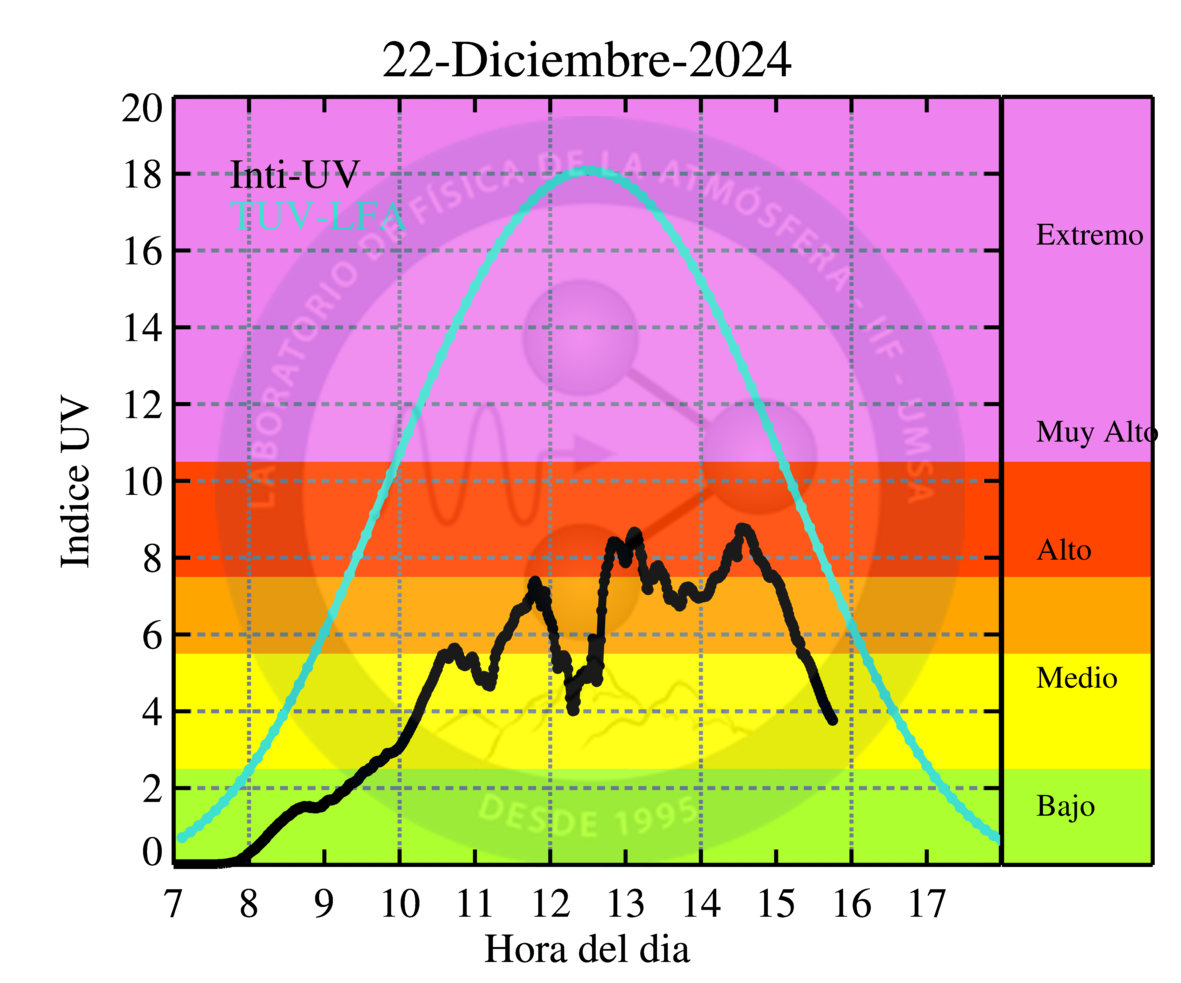 22-Diciembre-2024
20
18
16
14
12
10
8
6
4
2
0
Indice UV
Inti-UV
TUV-LFA
LABORATORIO DE FÍSICA DE LA ATMÓSFERA - IIF - UMSA
DESDE 1995
Extremo
Muy Alto
Alto
Medio
Bajo
7 8 9 10 11 12 13 14 15 16 17
Hora del dia